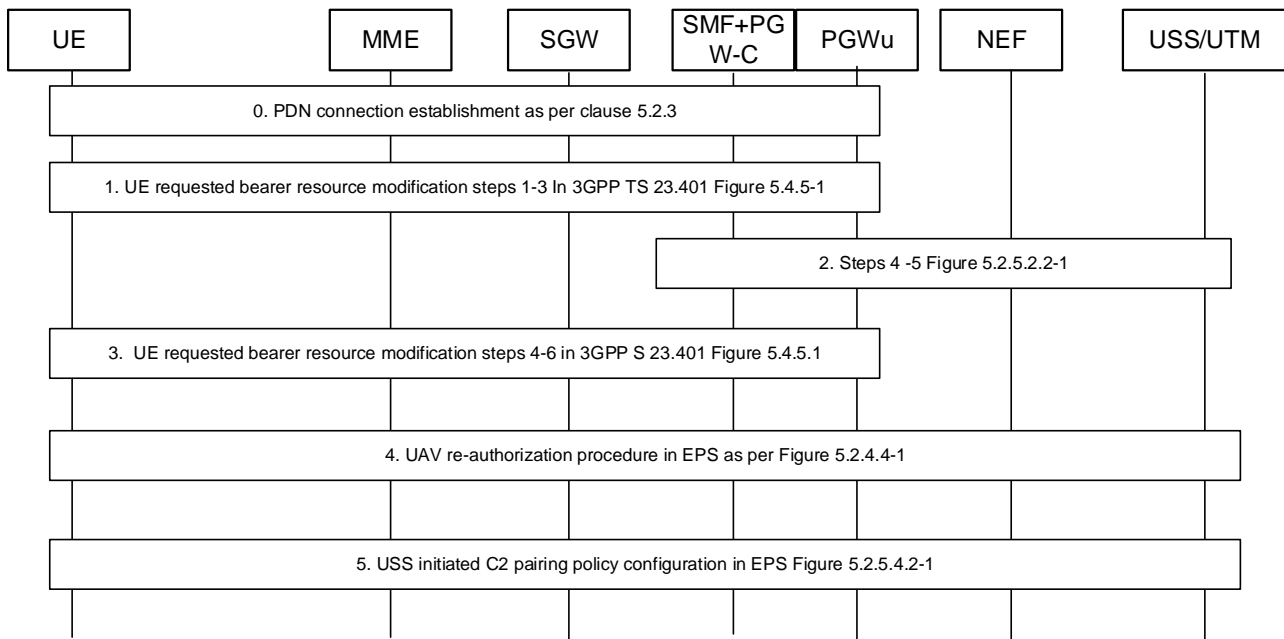 UE
MME
SGW
SMF+PG
W-C
PGWu
NEF
USS/UTM
0. PDN connection establishment as per clause 5.2.3
1. UE requested bearer resource modification steps 1-3 In 3GPP TS 23.401 Figure 5.4.5-1
2. Steps 4 -5 Figure 5.2.5.2.2-1
3. UE requested bearer resource modification steps 4-6 in 3GPP S 23.401 Figure 5.4.5.1
4. UAV re-authorization procedure in EPS as per Figure 5.2.4.4-1
5. USS initiated C2 pairing policy configuration in EPS Figure 5.2.5.4.2-1